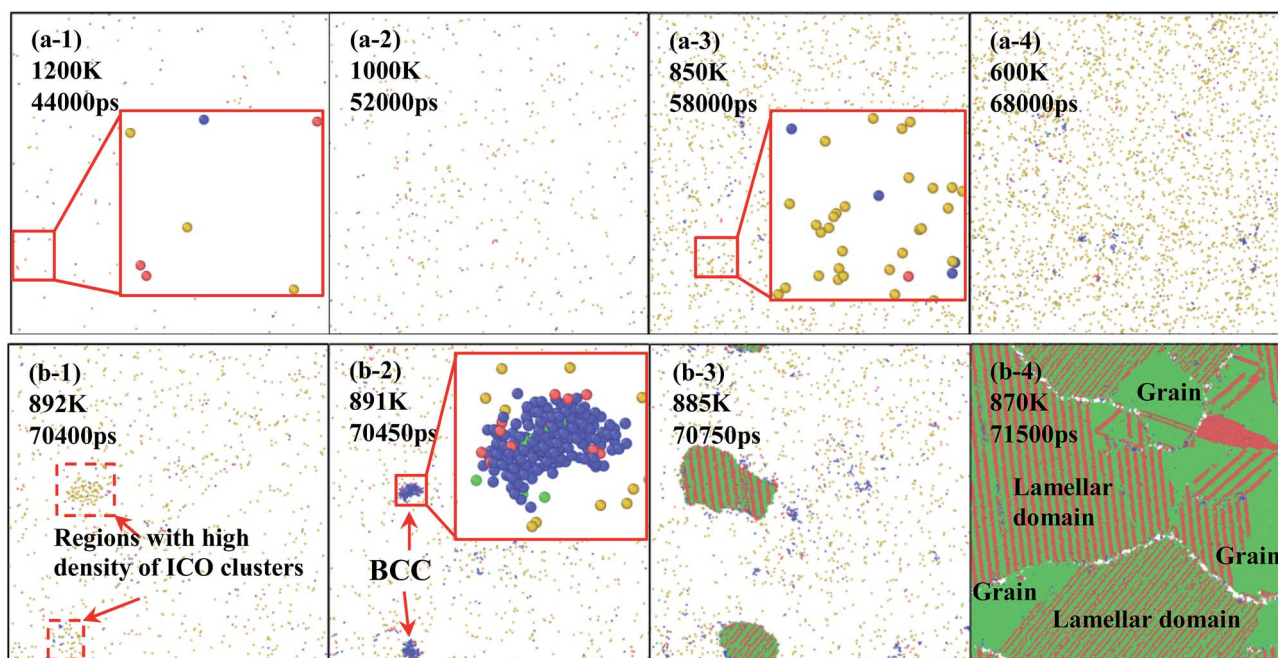 (a-1)
1200K
44000ps
(a-2)
1000K
52000ps
(a-3)
850K
58000ps
(a-4)
600K
68000ps
(b-1)
892K
70400ps
Regions with high
density of ICO clusters
(b-2)
891K
70450ps
BCC
(b-3)
885K
70750ps
(b-4)
870K
71500ps
Grain
Lamellar
domain
Grain
Grain
Lamellar domain